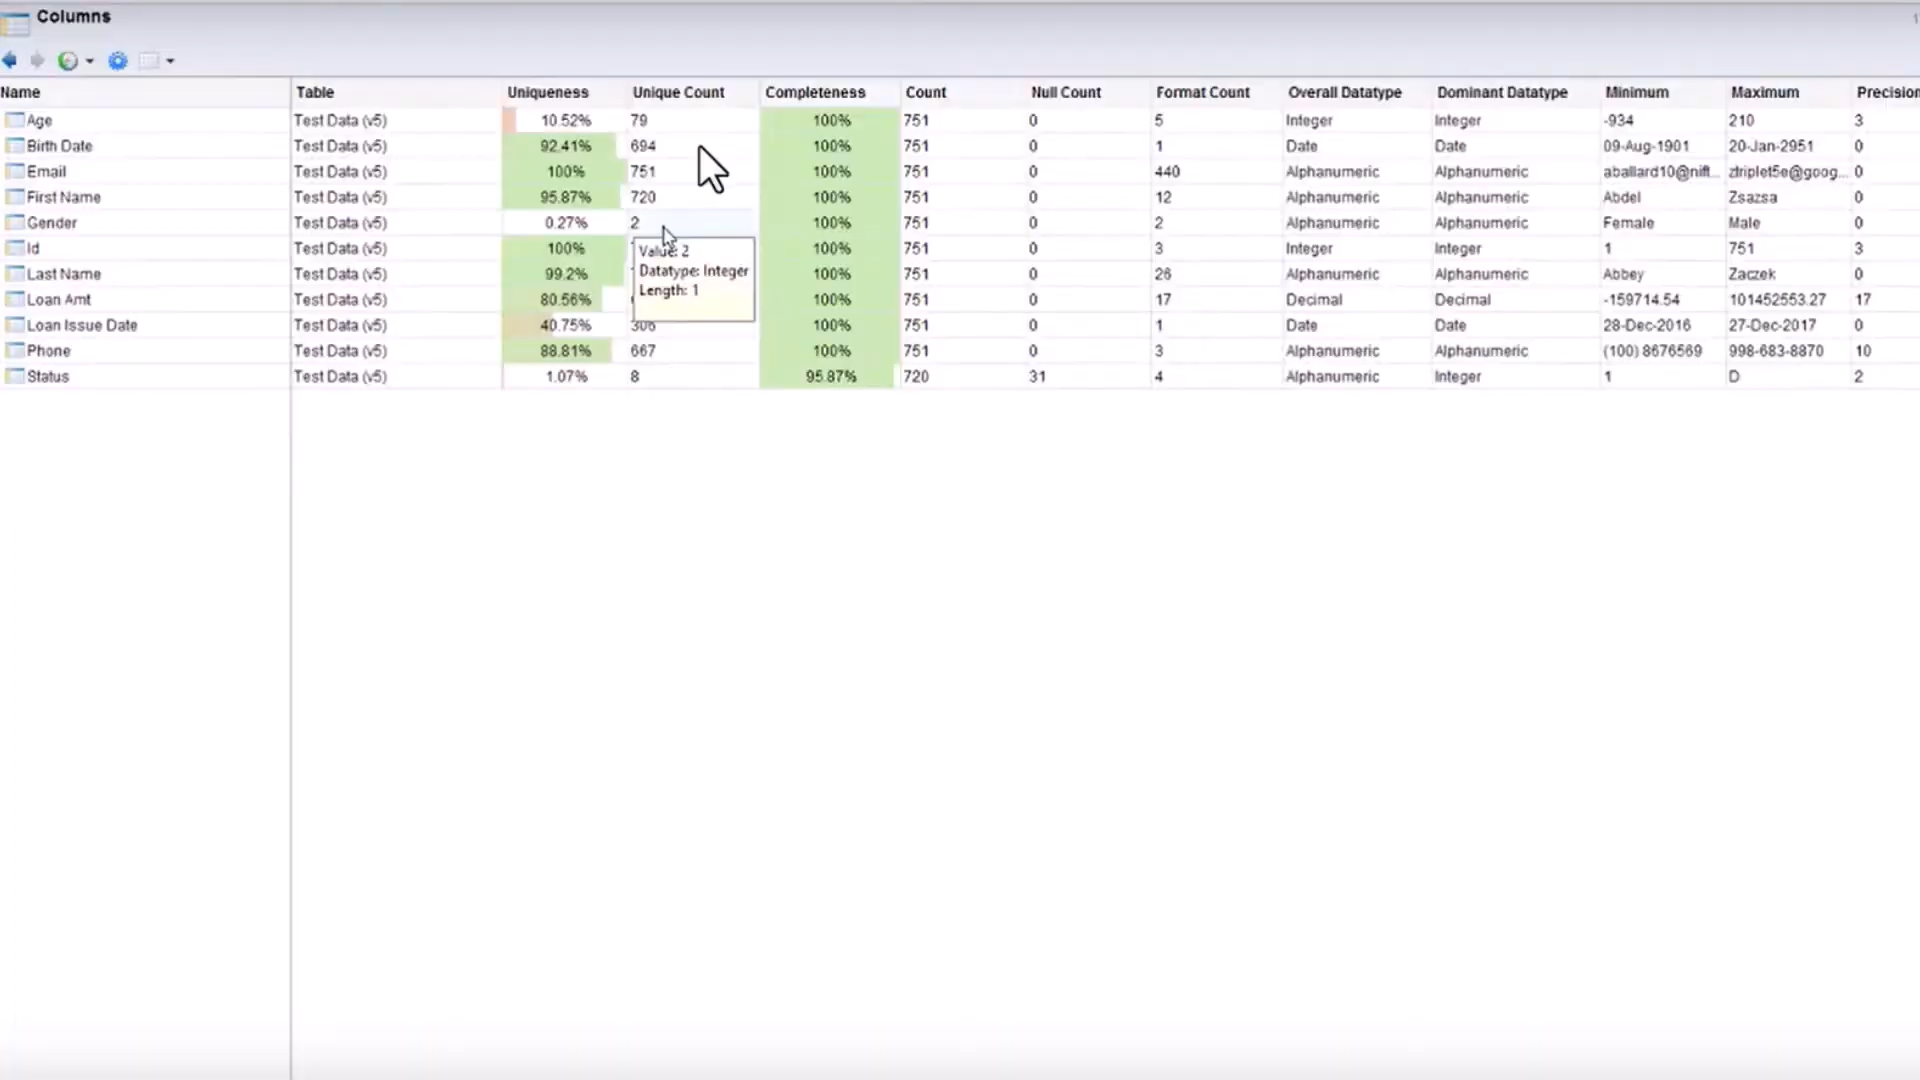 Columns
Name Table Uniqueness Unique Count Completeness Count Null Count Format Count Overall Datatype Dominant Datatype Minimum Maximum Precision
Age Test Data (v5) 10.52% 79 100% 751 0 5 Integer Integer -934 210 3
Birth Date Test Data (v5) 92.41% 694 100% 751 0 1 Date Date 09-Aug-1901 20-Jan-2951 0
Email Test Data (v5) 100% 751 100% 751 0 440 Alphanumeric Alphanumeric aballard10@nift... ztriplet5e@goog... 0
First Name Test Data (v5) 95.87% 720 100% 751 0 12 Alphanumeric Alphanumeric Abdel Zsazsa 0
Gender Test Data (v5) 0.27% 2 100% 751 0 2 Alphanumeric Alphanumeric Female Male 0
Id Test Data (v5) 100% 100% 751 0 3 Integer Integer 1 751 3
Last Name Test Data (v5) 99.2% 100% 751 0 26 Alphanumeric Alphanumeric Abbey Zaczek 0
Loan Amt Test Data (v5) 80.56% 100% 751 0 17 Decimal Decimal -159714.54 101452553.27 17
Loan Issue Date Test Data (v5) 40.75% 306 100% 751 0 1 Date Date 28-Dec-2016 27-Dec-2017 0
Phone Test Data (v5) 88.81% 667 100% 751 0 3 Alphanumeric Alphanumeric (100) 8676569 998-683-8870 10
Status Test Data (v5) 1.07% 8 95.87% 720 31 4 Alphanumeric Integer 1 D 2
Value: 2
Datatype: Integer
Length: 1